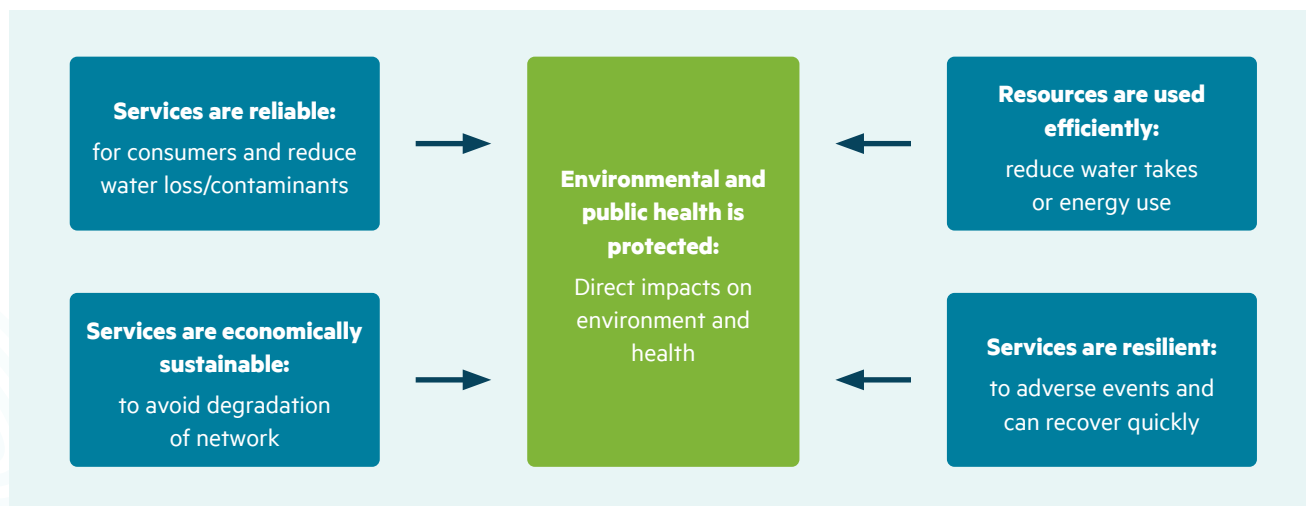 Services are reliable:
for consumers and reduce
water loss/contaminants
Services are economically
sustainable:
to avoid degradation
of network
Environmental and
public health is
protected:
Direct impacts on
environment and
health
Resources are used
efficiently:
reduce water takes
or energy use
Services are resilient:
to adverse events and
can recover quickly